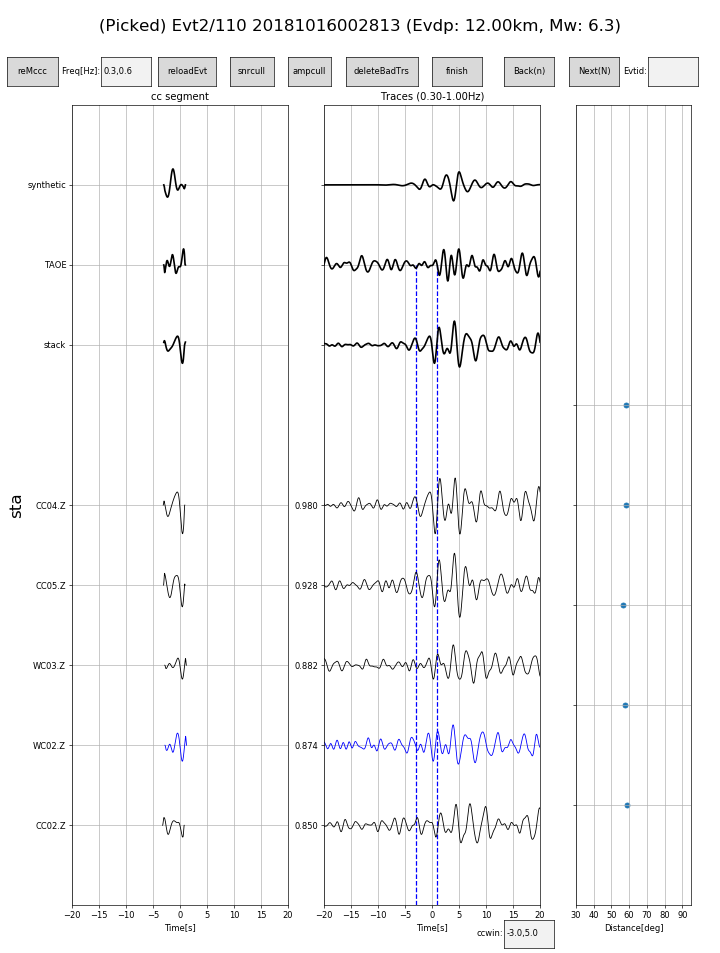 (Picked) Evt2/110 20181016002813 (Evdp: 12.00km, Mw: 6.3)
reMccc Freq[Hz]: 0.3,0.6 reloadEvt snrcull ampcull deleteBadTrs finish Back(n) Next(N) Evtid:
cc segment Traces (0.30-1.00Hz)
synthetic
TAOE
stack
sta
CC04.Z 0.980
CC05.Z 0.928
WC03.Z 0.882
WC02.Z 0.874
CC02.Z 0.850
−20 −15 −10 −5 0 5 10 15 20 −20 −15 −10 −5 0 5 10 15 20 30 40 50 60 70 80 90
Time[s] Time[s] Distance[deg]
ccwin: -3.0,5.0